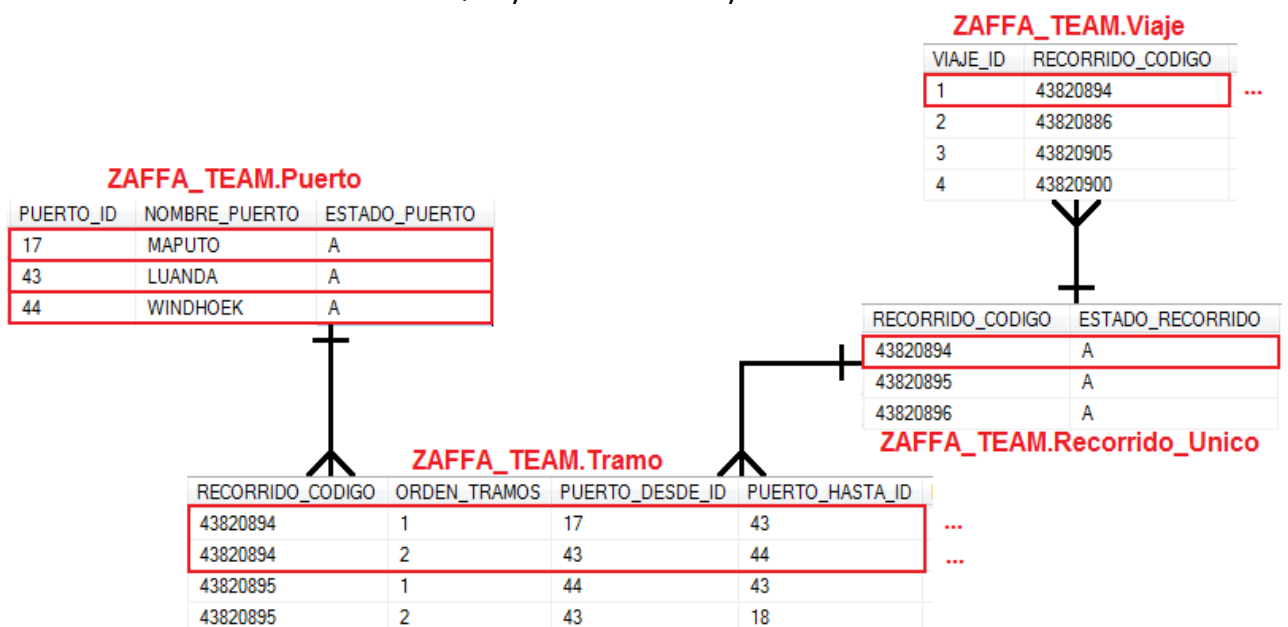 ZAFFA_TEAM.Viaje
VIAJE_ID RECORRIDO_CODIGO
1 43820894 ...
2 43820886
3 43820905
4 43820900
ZAFFA_TEAM.Puerto
PUERTO_ID NOMBRE_PUERTO ESTADO_PUERTO
17 MAPUTO A
43 LUANDA A
44 WINDHOEK A
RECORRIDO_CODIGO ESTADO_RECORRIDO
43820894 A
43820895 A
43820896 A
ZAFFA_TEAM.Recorrido_Unico
ZAFFA_TEAM.Tramo
RECORRIDO_CODIGO ORDEN_TRAMOS PUERTO_DESDE_ID PUERTO_HASTA_ID
43820894 1 17 43 ...
43820894 2 43 44 ...
43820895 1 44 43
43820895 2 43 18